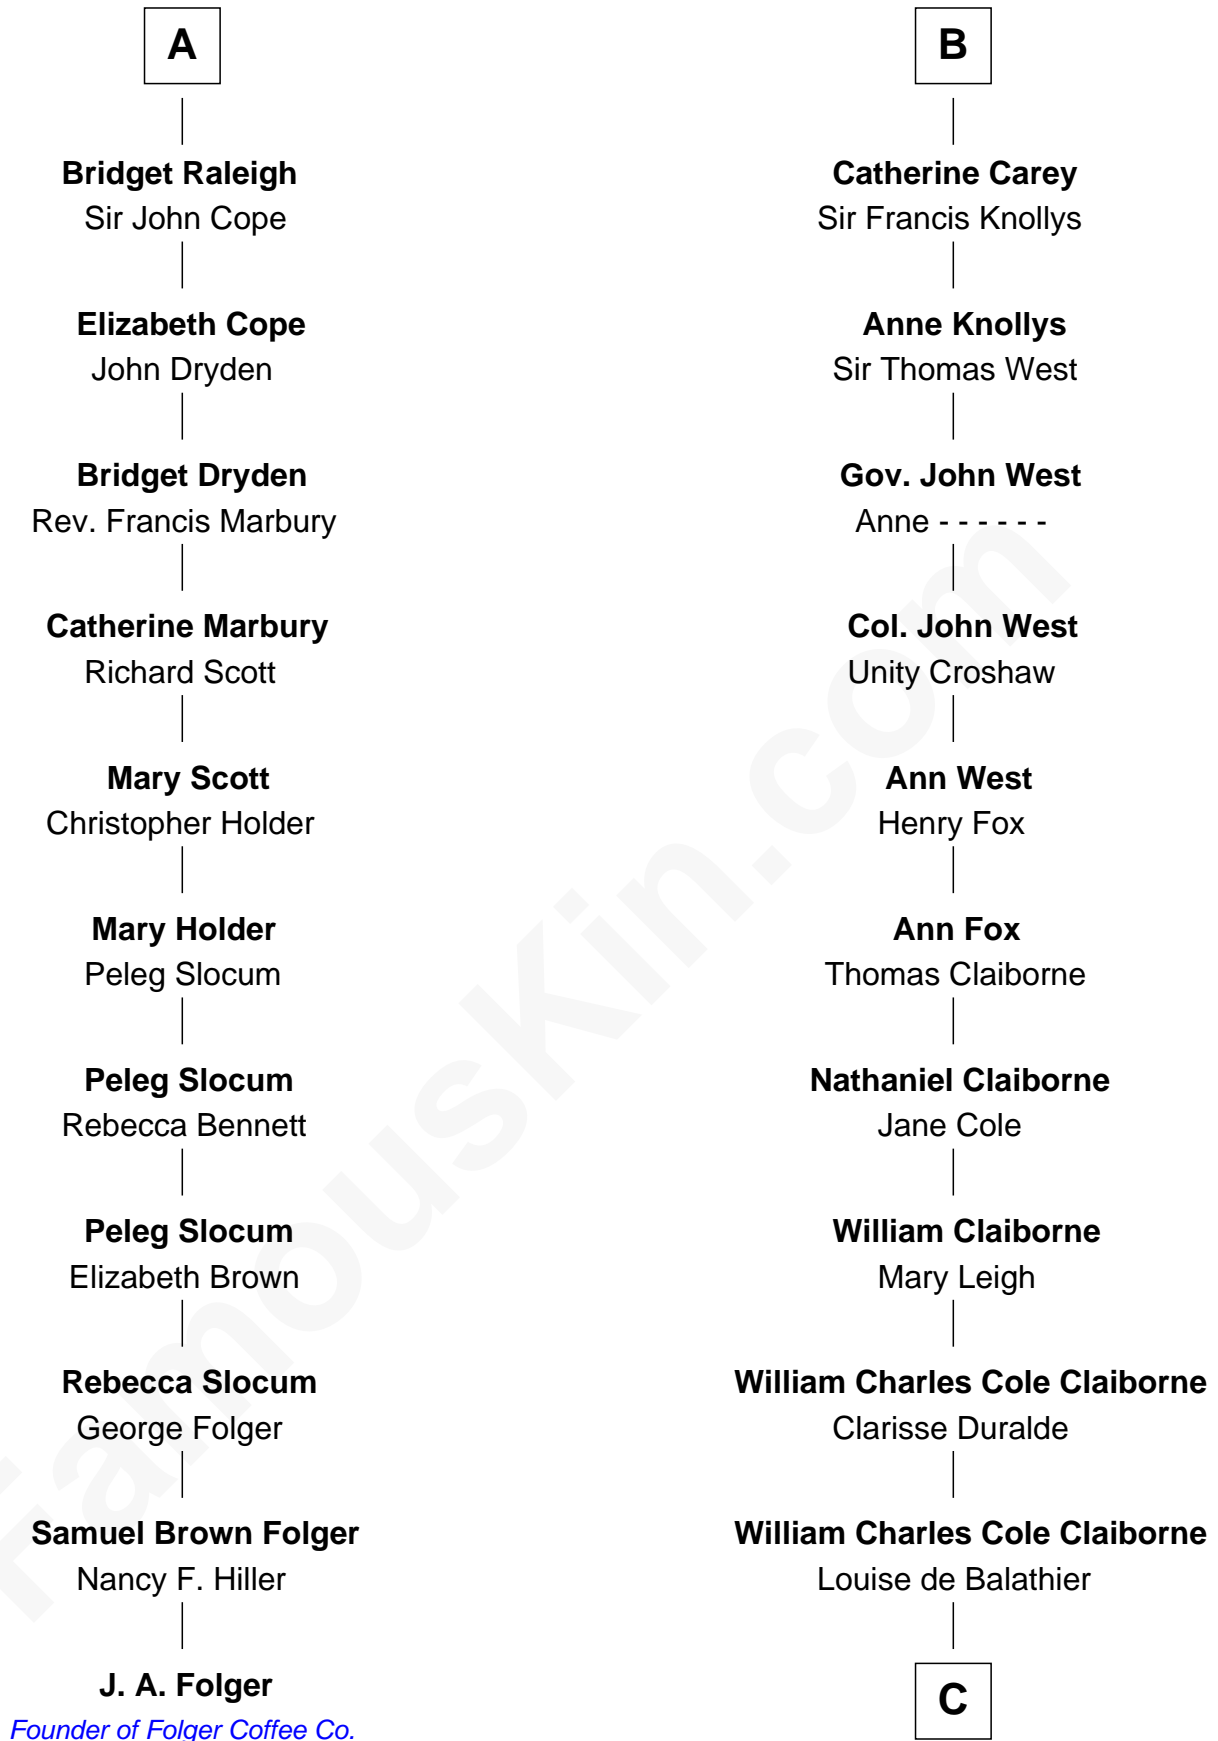 A
Bridget Raleigh
Sir John Cope
Elizabeth Cope
John Dryden
Bridget Dryden
Rev. Francis Marbury
Catherine Marbury
Richard Scott
Mary Scott
Christopher Holder
Mary Holder
Peleg Slocum
Peleg Slocum
Rebecca Bennett
Peleg Slocum
Elizabeth Brown
Rebecca Slocum
George Folger
Samuel Brown Folger
Nancy F. Hiller
J. A. Folger
Founder of Folger Coffee Co.
B
Catherine Carey
Sir Francis Knollys
Anne Knollys
Sir Thomas West
Gov. John West
Anne - - - - - -
Col. John West
Unity Croshaw
Ann West
Henry Fox
Ann Fox
Thomas Claiborne
Nathaniel Claiborne
Jane Cole
William Claiborne
Mary Leigh
William Charles Cole Claiborne
Clarisse Duralde
William Charles Cole Claiborne
Louise de Balathier
C
FamousKin.com